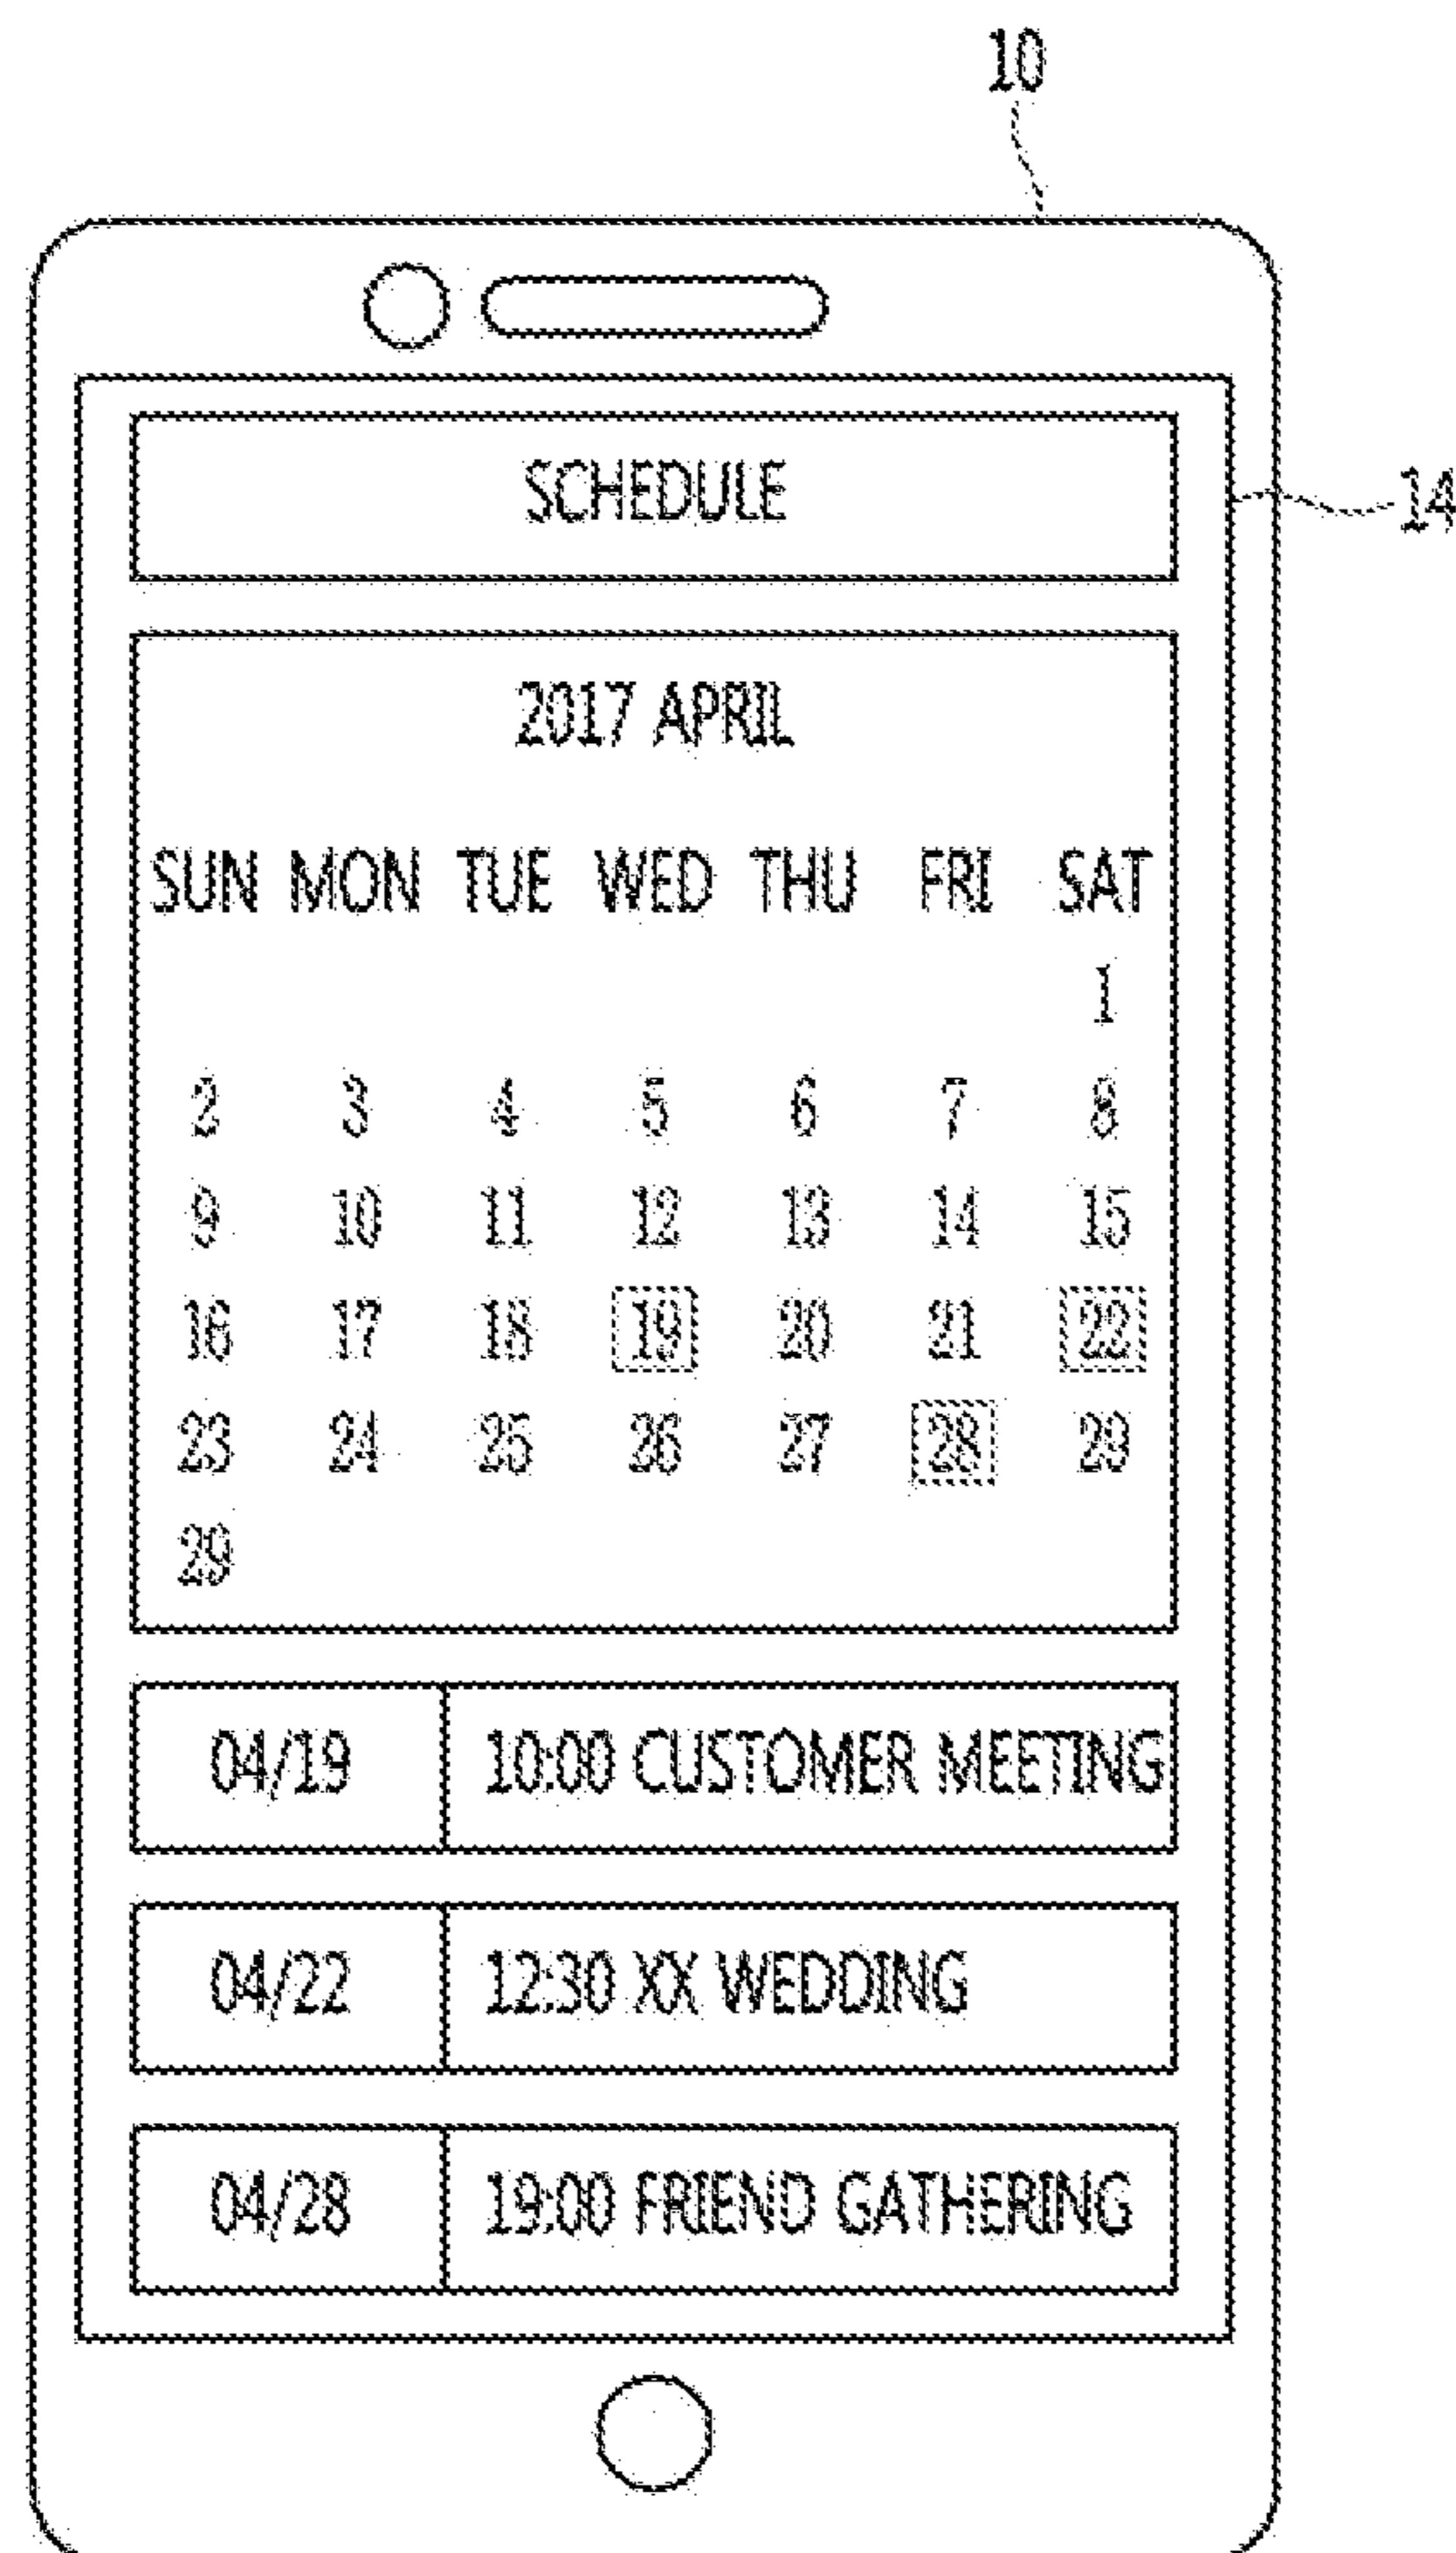 10
SCHEDULE
14
2017 APRIL
SUN MON TUE WED THU FRI SAT
1
2 3 4 5 6 7 8
9 10 11 12 13 14 15
16 17 18 19 20 21 22
23 24 25 26 27 28 29
29
04/19 10:00 CUSTOMER MEETING
04/22 12:30 XX WEDDING
04/28 19:00 FRIEND GATHERING